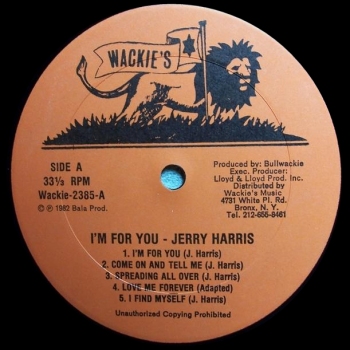 WACKIE'S
SIDE A
33⅓ RPM
Wackie-2385-A
© ℗ 1982 Bala Prod.
Produced by: Bullwackie
Exec. Producer:
Lloyd & Lloyd Prod. Inc.
Distributed by
Wackie's Music
4731 White Pl. Rd.
Bronx, N. Y.
Tel. 212-655-8461
I'M FOR YOU - JERRY HARRIS
1. I'M FOR YOU (J. Harris)
2. COME ON AND TELL ME (J. Harris)
3. SPREADING ALL OVER (J. Harris)
4. LOVE ME FOREVER (Adapted)
5. I FIND MYSELF (J. Harris)
Unauthorized Copying Prohibited